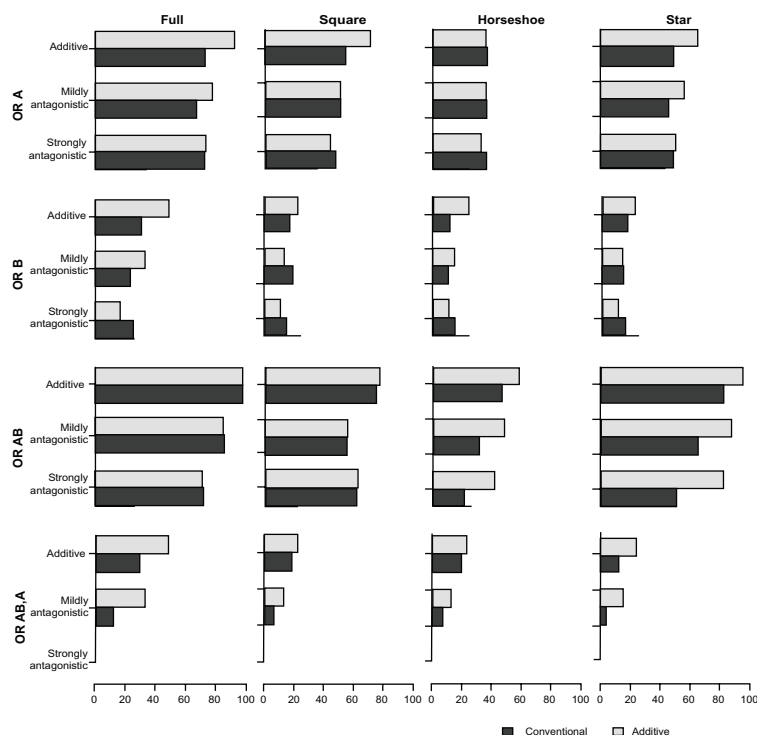 Full Square Horseshoe Star
OR A
Additive
Mildly
antagonistic
Strongly
antagonistic
OR B
Additive
Mildly
antagonistic
Strongly
antagonistic
OR AB
Additive
Mildly
antagonistic
Strongly
antagonistic
OR AB,A
Additive
Mildly
antagonistic
Strongly
antagonistic
0 20 40 60 80 100 0 20 40 60 80 100 0 20 40 60 80 100 0 20 40 60 80 100
Conventional Additive